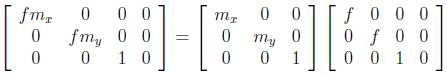 [ fm_x 0 0 0 ] = [ m_x 0 0 ] [ f 0 0 0 ]
[ 0 fm_y 0 0 ] [ 0 m_y 0 ] [ 0 f 0 0 ]
[ 0 0 1 0 ] [ 0 0 1 ] [ 0 0 1 0 ]